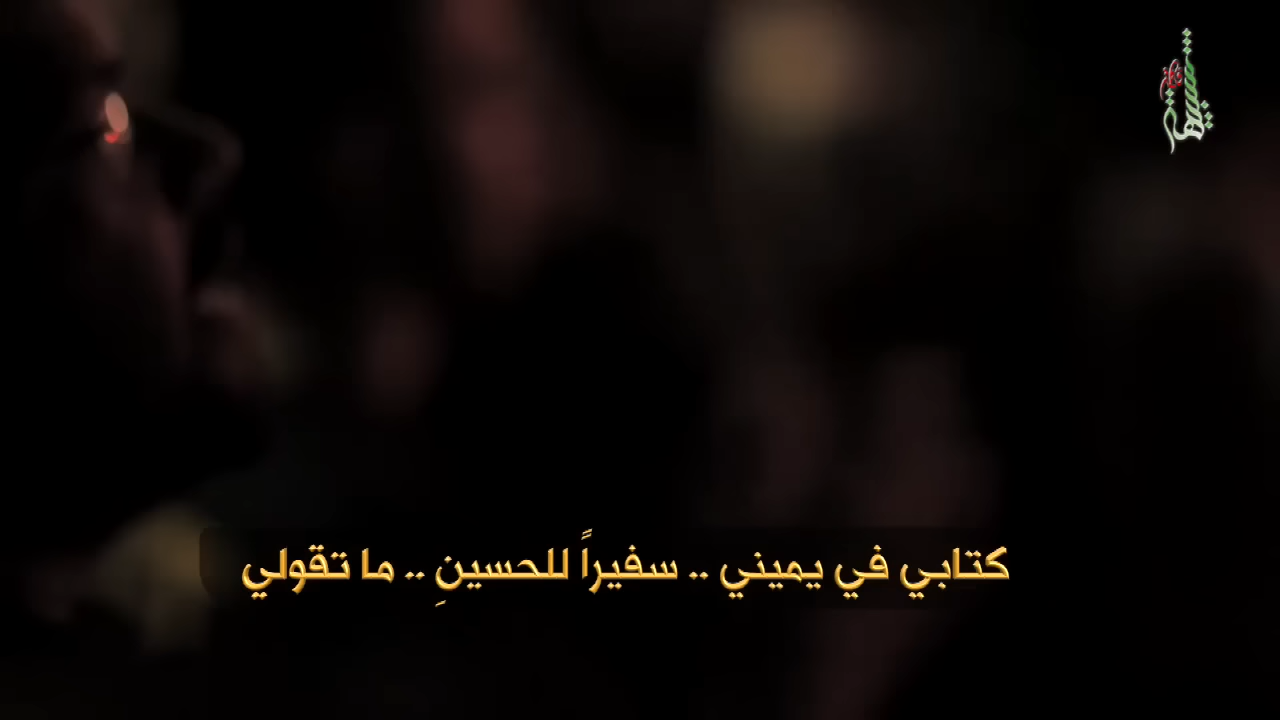 كتابي في يميني .. سفيراً للحسينِ .. ما تقولي